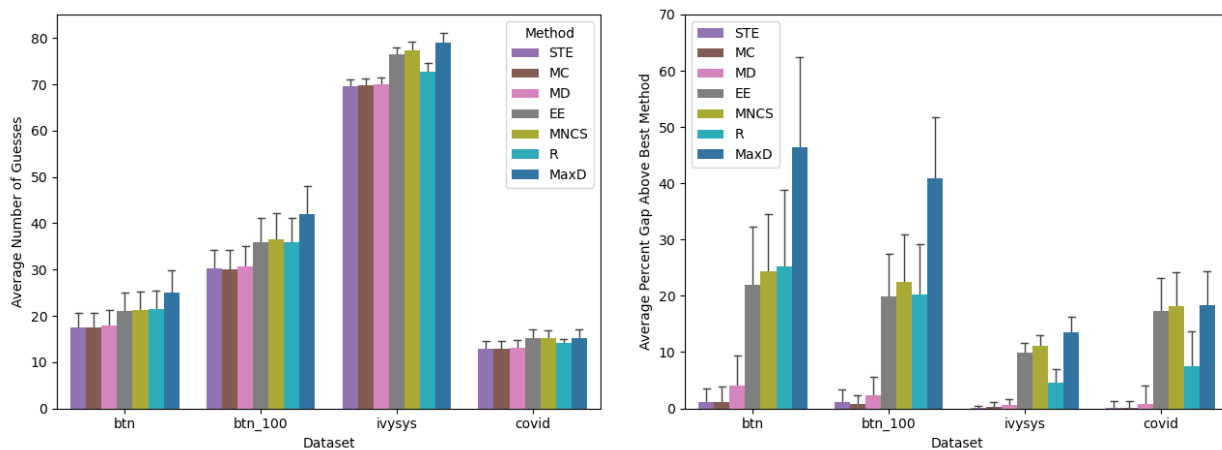 Average Number of Guesses
80
70
60
50
40
30
20
10
0
btn
btn_100
ivysys
covid
Dataset
Method
STE
MC
MD
EE
MNCS
R
MaxD
Average Percent Gap Above Best Method
70
60
50
40
30
20
10
0
btn
btn_100
ivysys
covid
Dataset
STE
MC
MD
EE
MNCS
R
MaxD